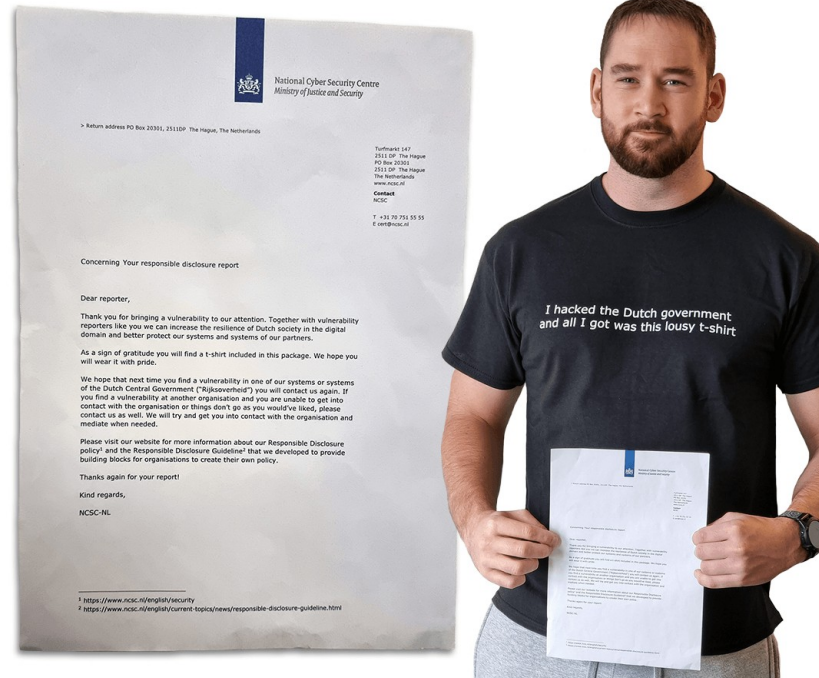 National Cyber Security Centre
Ministry of Justice and Security
> Return address PO Box 20301, 2511DP The Hague, The Netherlands
Turfmarkt 147
2511 DP The Hague
PO Box 20301
2511 DP The Hague
The Netherlands
www.ncsc.nl
Contact
NCSC
T +31 70 751 55 55
E cert@ncsc.nl
Concerning Your responsible disclosure report
Dear reporter,
Thank you for bringing a vulnerability to our attention. Together with vulnerability
reporters like you we can increase the resilience of Dutch society in the digital
domain and better protect our systems and systems of our partners.
As a sign of gratitude you will find a t-shirt included in this package. We hope you
will wear it with pride.
We hope that next time you find a vulnerability in one of our systems or systems
of the Dutch Central Government ("Rijksoverheid") you will contact us again. If
you find a vulnerability at another organisation and you are unable to get into
contact with the organisation or things don't go as you would've liked, please
contact us as well. We will try and get you into contact with the organisation and
mediate when needed.
Please visit our website for more information about our Responsible Disclosure
policy¹ and the Responsible Disclosure Guideline² that we developed to provide
building blocks for organisations to create their own policy.
Thanks again for your report!
Kind regards,
NCSC-NL
¹ https://www.ncsc.nl/english/security
² https://www.ncsc.nl/english/current-topics/news/responsible-disclosure-guideline.html
I hacked the Dutch government
and all I got was this lousy t-shirt
National Cyber Security Centre